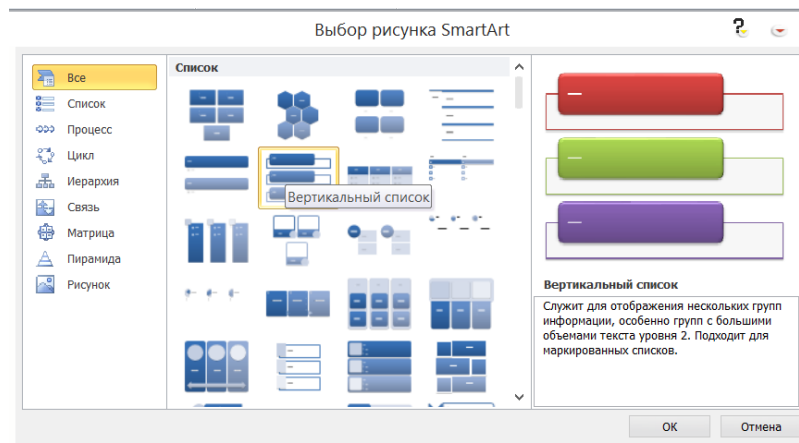 Выбор рисунка SmartArt
?
Все
Список
Процесс
Цикл
Иерархия
Связь
Матрица
Пирамида
Рисунок
Список
Вертикальный список
Вертикальный список
Служит для отображения нескольких групп
информации, особенно групп с большими
объемами текста уровня 2. Подходит для
маркированных списков.
ОК
Отмена